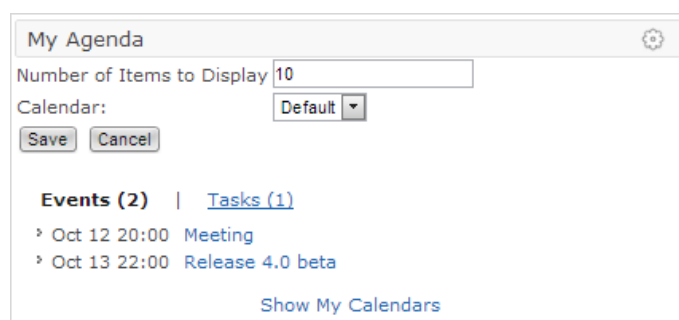 My Agenda
Number of Items to Display 10
Calendar: Default
Save Cancel
Events (2) | Tasks (1)
Oct 12 20:00 Meeting
Oct 13 22:00 Release 4.0 beta
Show My Calendars